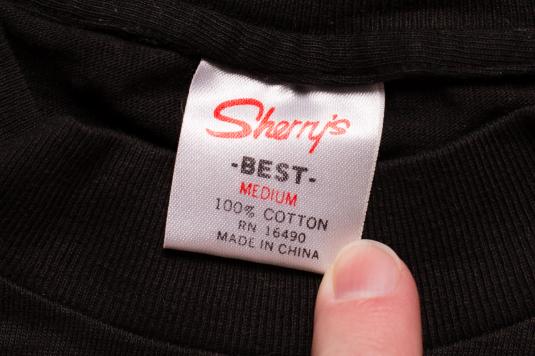 Sherry's
-BEST-
MEDIUM
100% COTTON
RN 16490
MADE IN CHINA